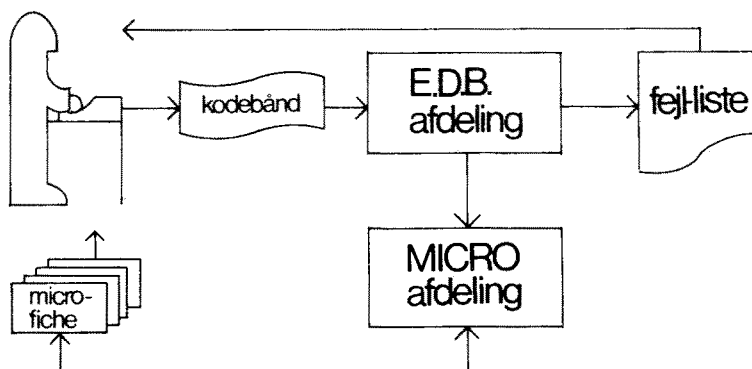 kodebånd
E.D.B.
afdeling
fejl-liste
MICRO
afdeling
micro-
fiche